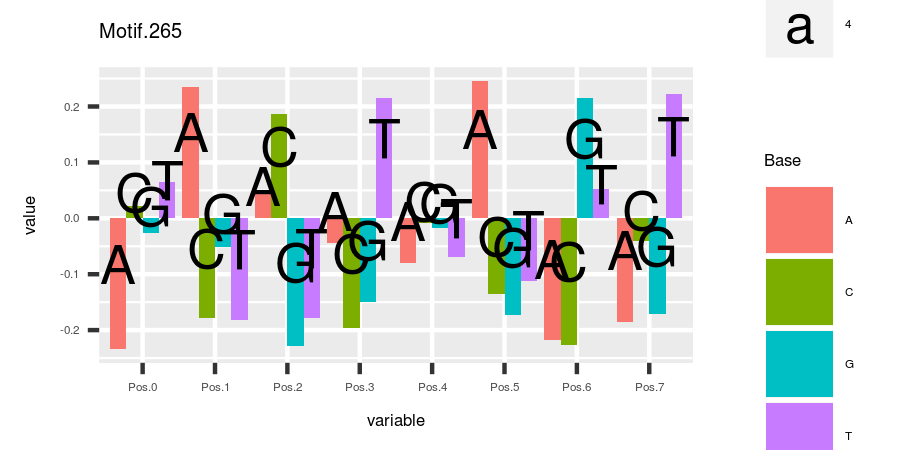 Motif.265
a 4
value
0.2
0.1
0.0
-0.1
-0.2
A C G T A C G T A C G T A C G T A C G T A C G T A C G T A C G T
Pos.0 Pos.1 Pos.2 Pos.3 Pos.4 Pos.5 Pos.6 Pos.7
variable
Base
A
C
G
T